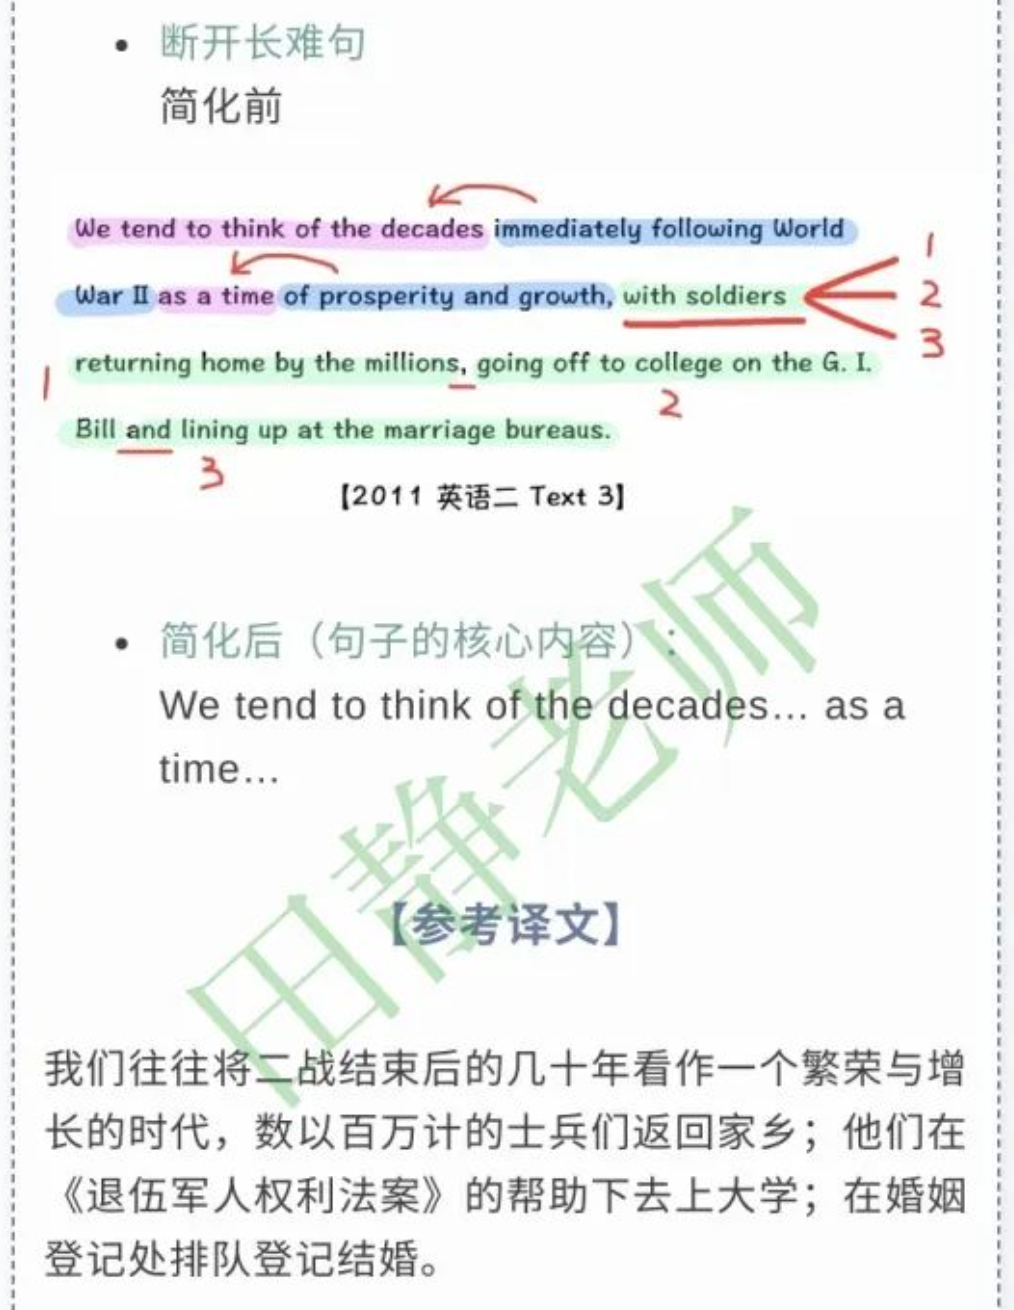 • 断开长难句
简化前
We tend to think of the decades immediately following World
1
War II as a time of prosperity and growth, with soldiers
2
3
1
returning home by the millions, going off to college on the G. I.
2
Bill and lining up at the marriage bureaus.
3
【2011 英语二 Text 3】
• 简化后（句子的核心内容）：
We tend to think of the decades... as a
time...
田静老师
【参考译文】
我们往往将二战结束后的几十年看作一个繁荣与增
长的时代，数以百万计的士兵们返回家乡；他们在
《退伍军人权利法案》的帮助下去上大学；在婚姻
登记处排队登记结婚。